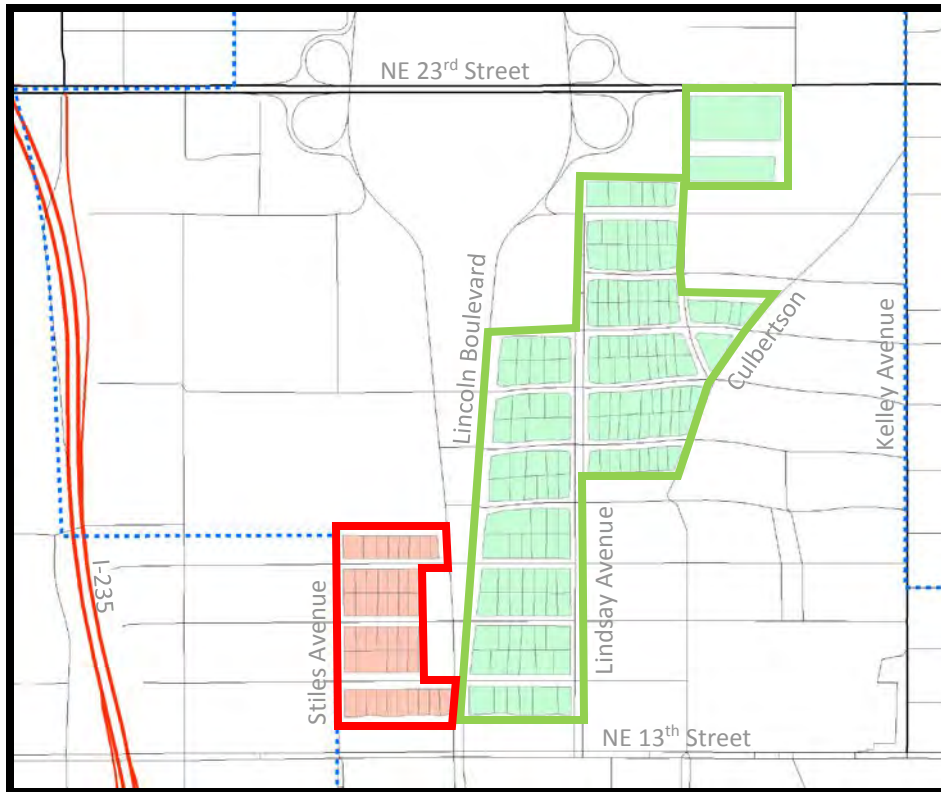 NE 23rd Street
Lincoln Boulevard
Culbertson
Kelley Avenue
I-235
Stiles Avenue
Lindsay Avenue
NE 13th Street